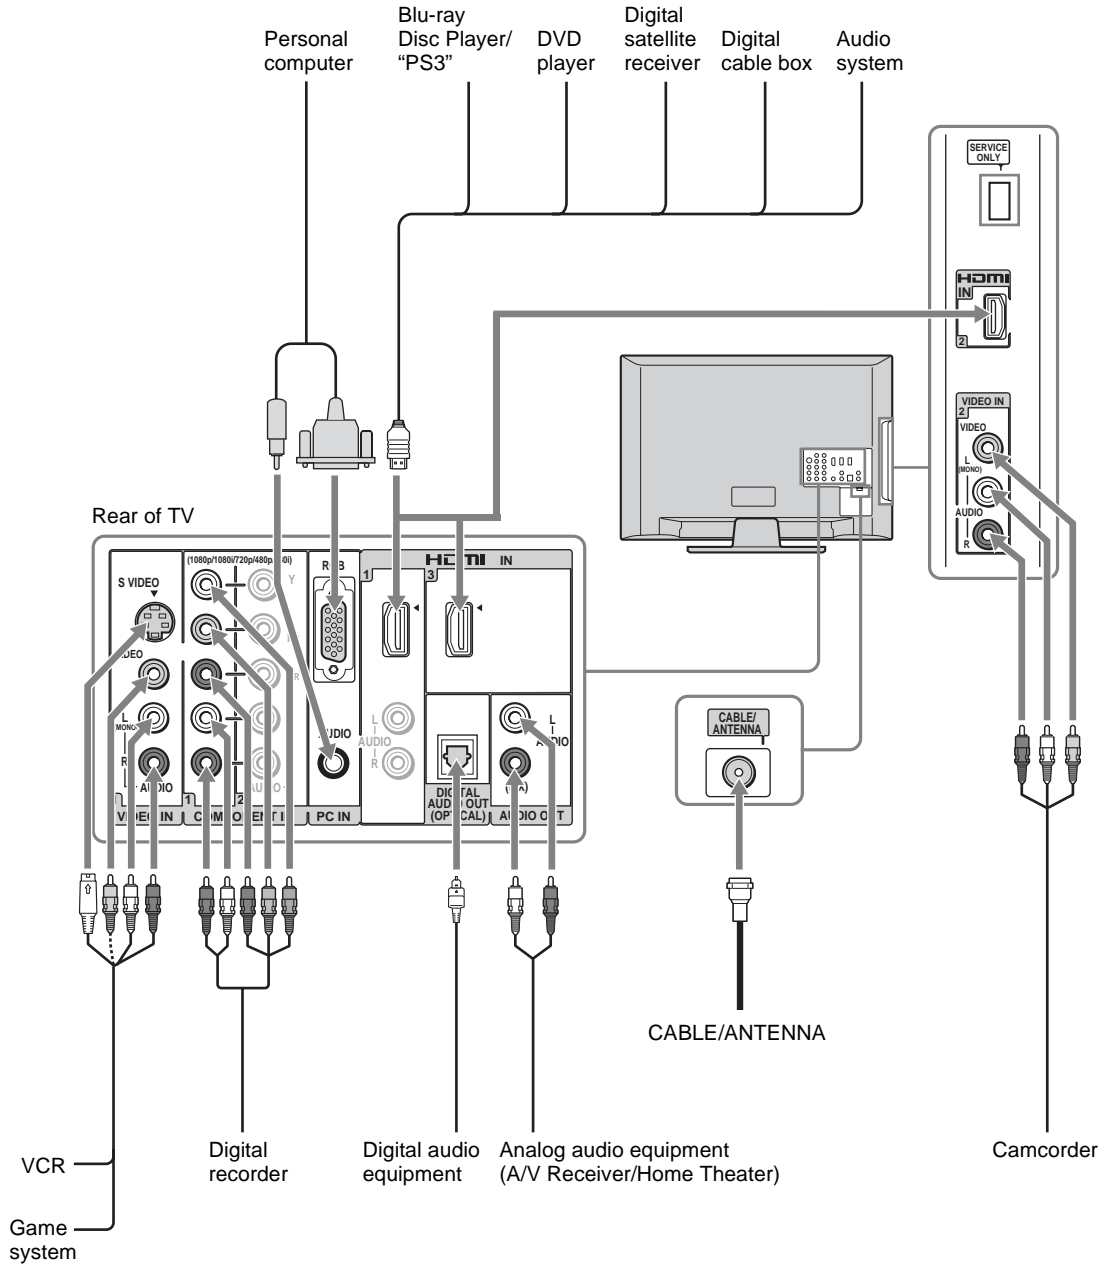 Personal
computer
Blu-ray
Disc Player/
“PS3”
DVD
player
Digital
satellite
receiver
Digital
cable box
Audio
system
SERVICE
ONLY
HDMI
IN
2
VIDEO IN
2
VIDEO
L
(MONO)
AUDIO
R
Rear of TV
S VIDEO
L
R
AUDIO
1
VIDEO IN
(1080p/1080i/720p/480p/480i)
Y
R
AUDIO
1
2
COMPONENT IN
RGB
AUDIO
PC IN
1
3
HDMI
IN
L
AUDIO
R
DIGITAL
AUDIO OUT
(OPTICAL)
L
AUDIO
AUDIO OUT
CABLE/
ANTENNA
CABLE/ANTENNA
VCR
Game
system
Digital
recorder
Digital audio
equipment
Analog audio equipment
(A/V Receiver/Home Theater)
Camcorder